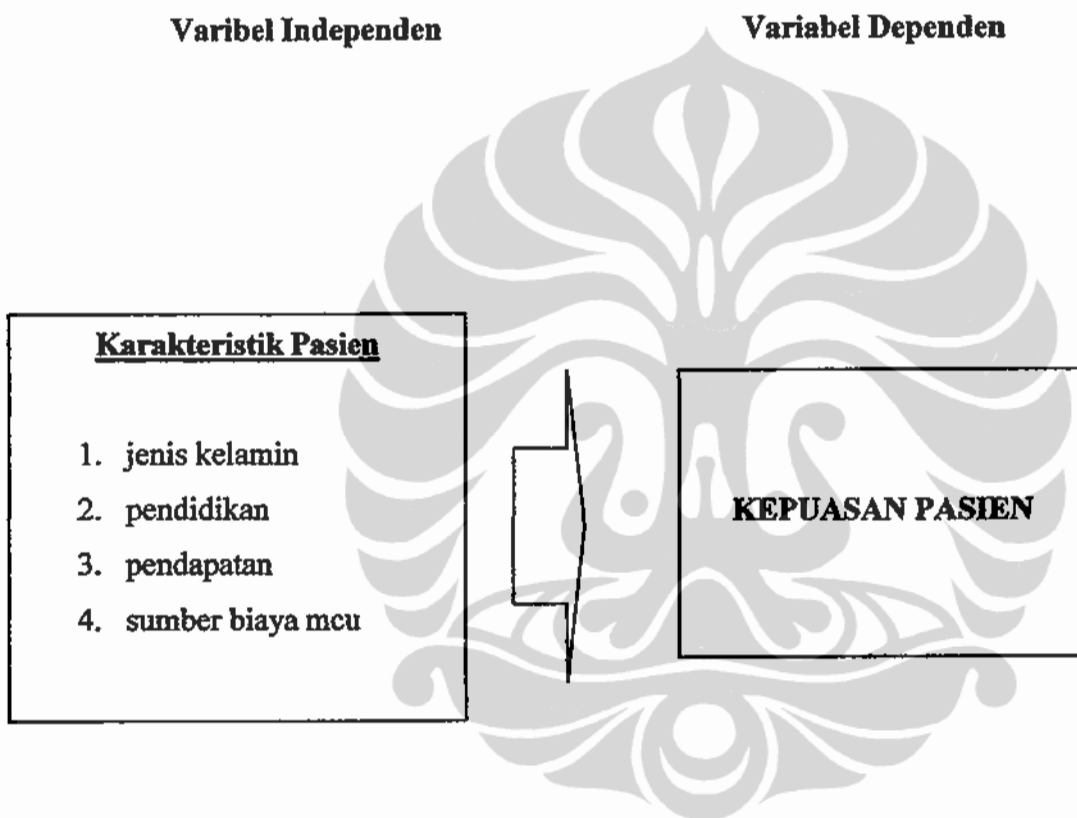 Varibel Independen
Variabel Dependen
Karakteristik Pasien
1. jenis kelamin
2. pendidikan
3. pendapatan
4. sumber biaya mcu
KEPUASAN PASIEN